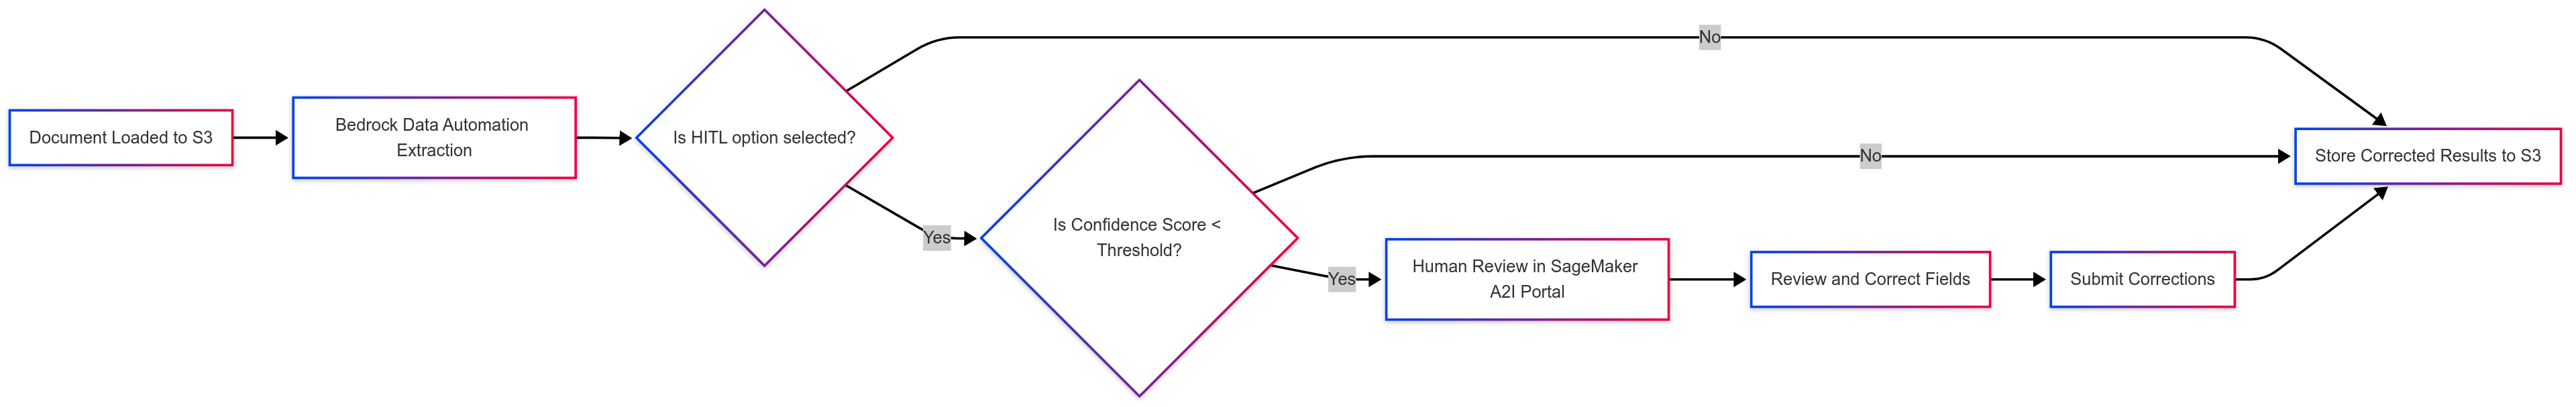 Document Loaded to S3
Bedrock Data Automation
Extraction
Is HITL option selected?
No
Yes
Is Confidence Score <
Threshold?
No
Yes
Human Review in SageMaker
A2I Portal
Review and Correct Fields
Submit Corrections
Store Corrected Results to S3